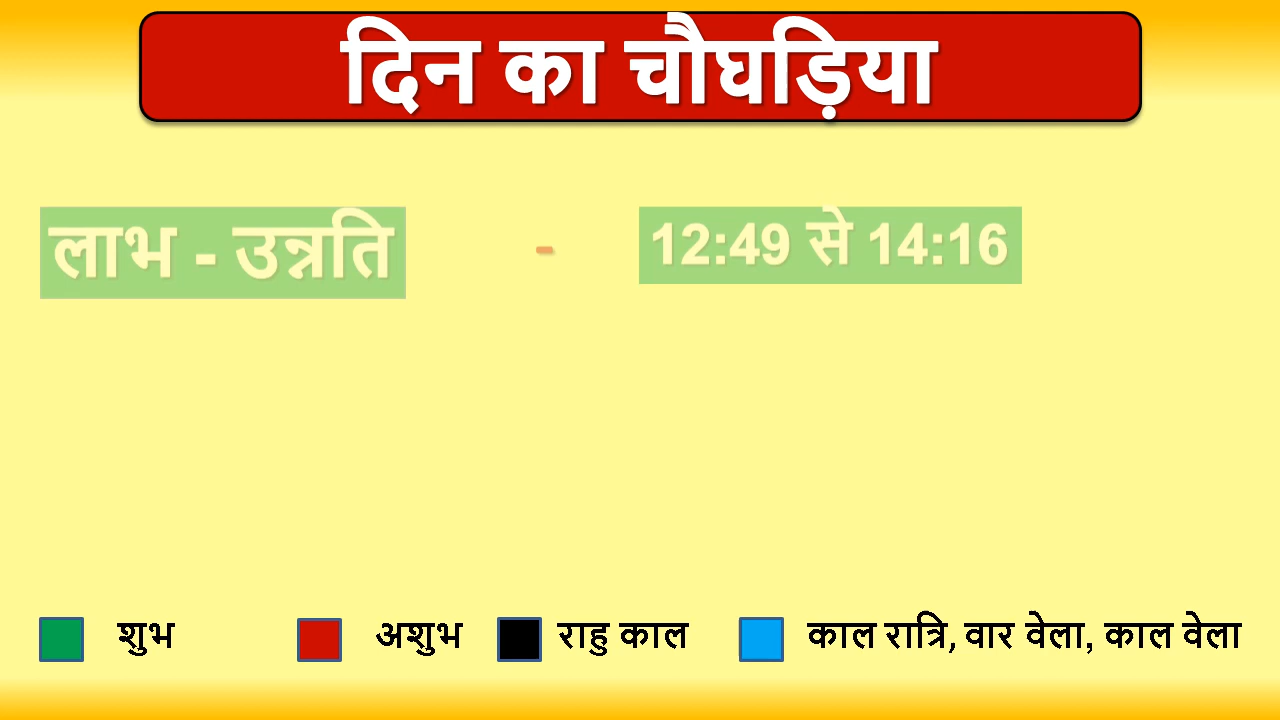 दिन का चौघड़िया
लाभ - उन्नति - 12:49 से 14:16
शुभ अशुभ राहु काल काल रात्रि, वार वेला, काल वेला